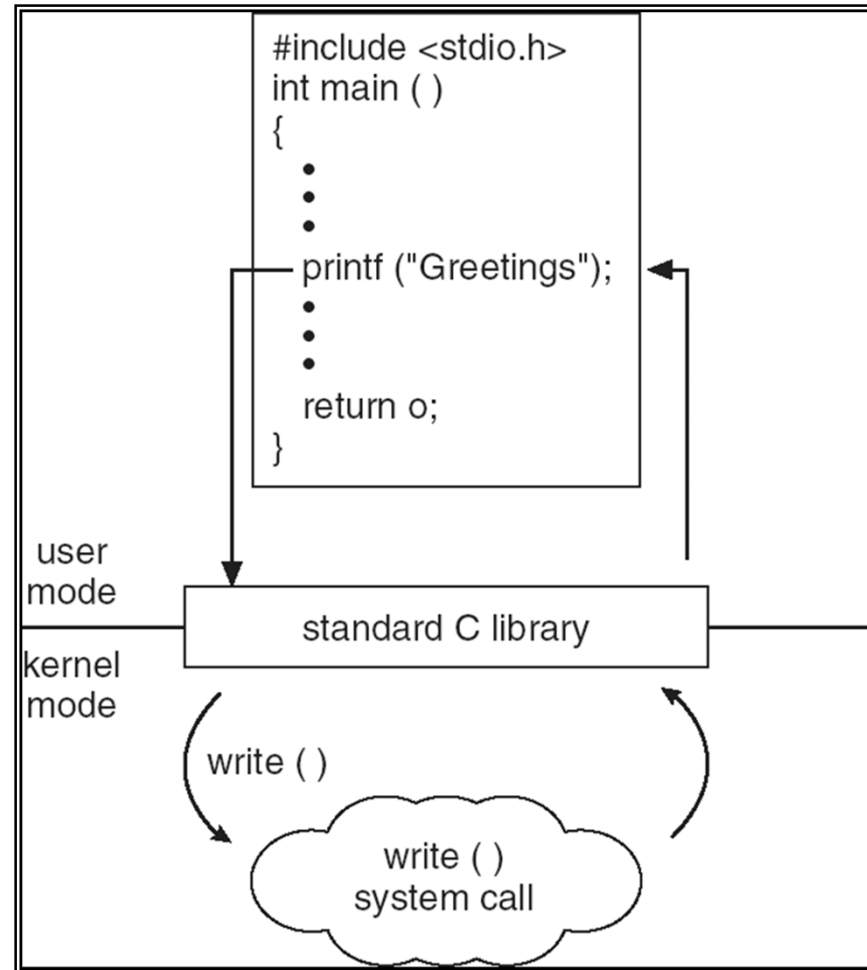 #include <stdio.h>
int main ( )
{
•
•
•
printf ("Greetings");
•
•
•
return o;
}
user
mode
standard C library
kernel
mode
write ( )
write ( )
system call